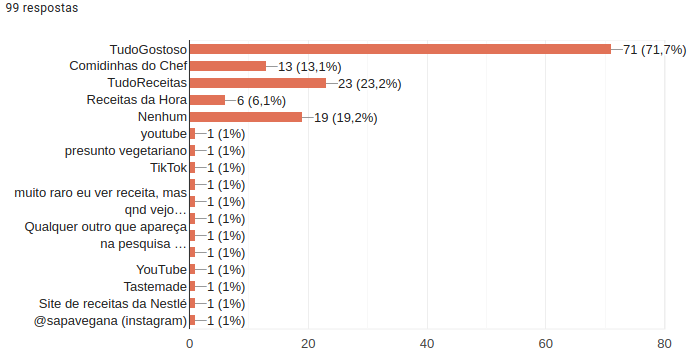 99 respostas
TudoGostoso
71 (71,7%)
Comidinhas do Chef
13 (13,1%)
TudoReceitas
23 (23,2%)
Receitas da Hora
6 (6,1%)
Nenhum
19 (19,2%)
youtube
1 (1%)
presunto vegetariano
1 (1%)
TikTok
1 (1%)
1 (1%)
muito raro eu ver receita, mas
qnd vejo…
1 (1%)
1 (1%)
Qualquer outro que apareça
na pesquisa …
1 (1%)
1 (1%)
YouTube
1 (1%)
Tastemade
1 (1%)
Site de receitas da Nestlé
1 (1%)
@sapavegana (instagram)
1 (1%)
0 20 40 60 80